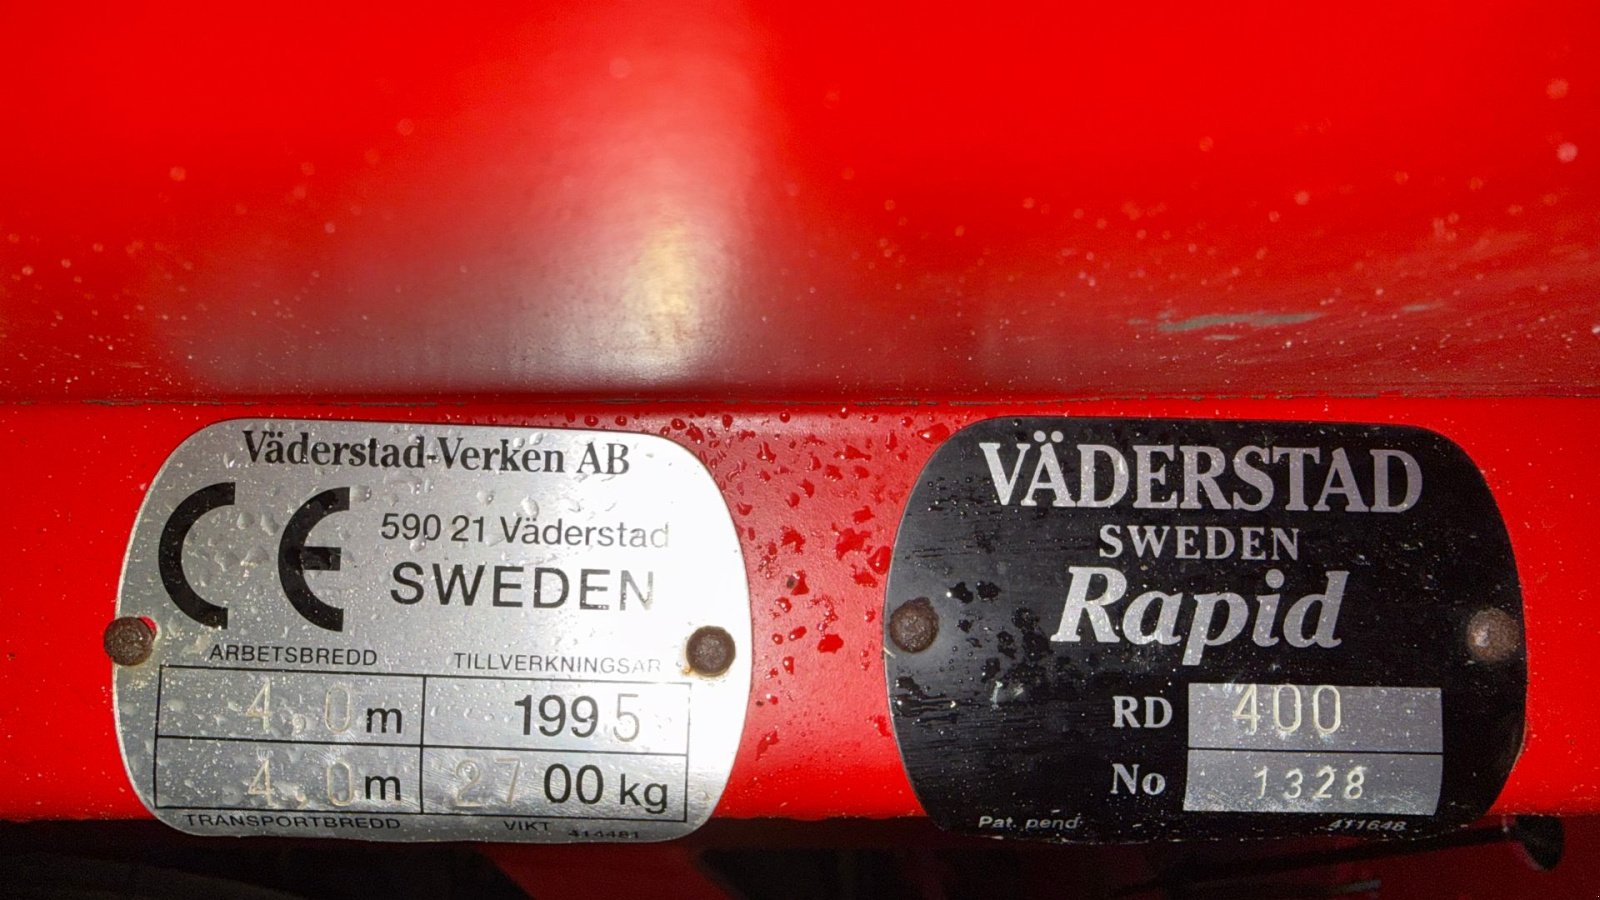 Väderstad-Verken AB
CE
590 21 Väderstad
SWEDEN
ARBETSBREDD TILLVERKNINGSÅR
4.0 m 1995
4.0 m 2700 kg
TRANSPORTBREDD VIKT 414481
VÄDERSTAD
SWEDEN
Rapid
RD 400
No 1328
Pat. pend 411648